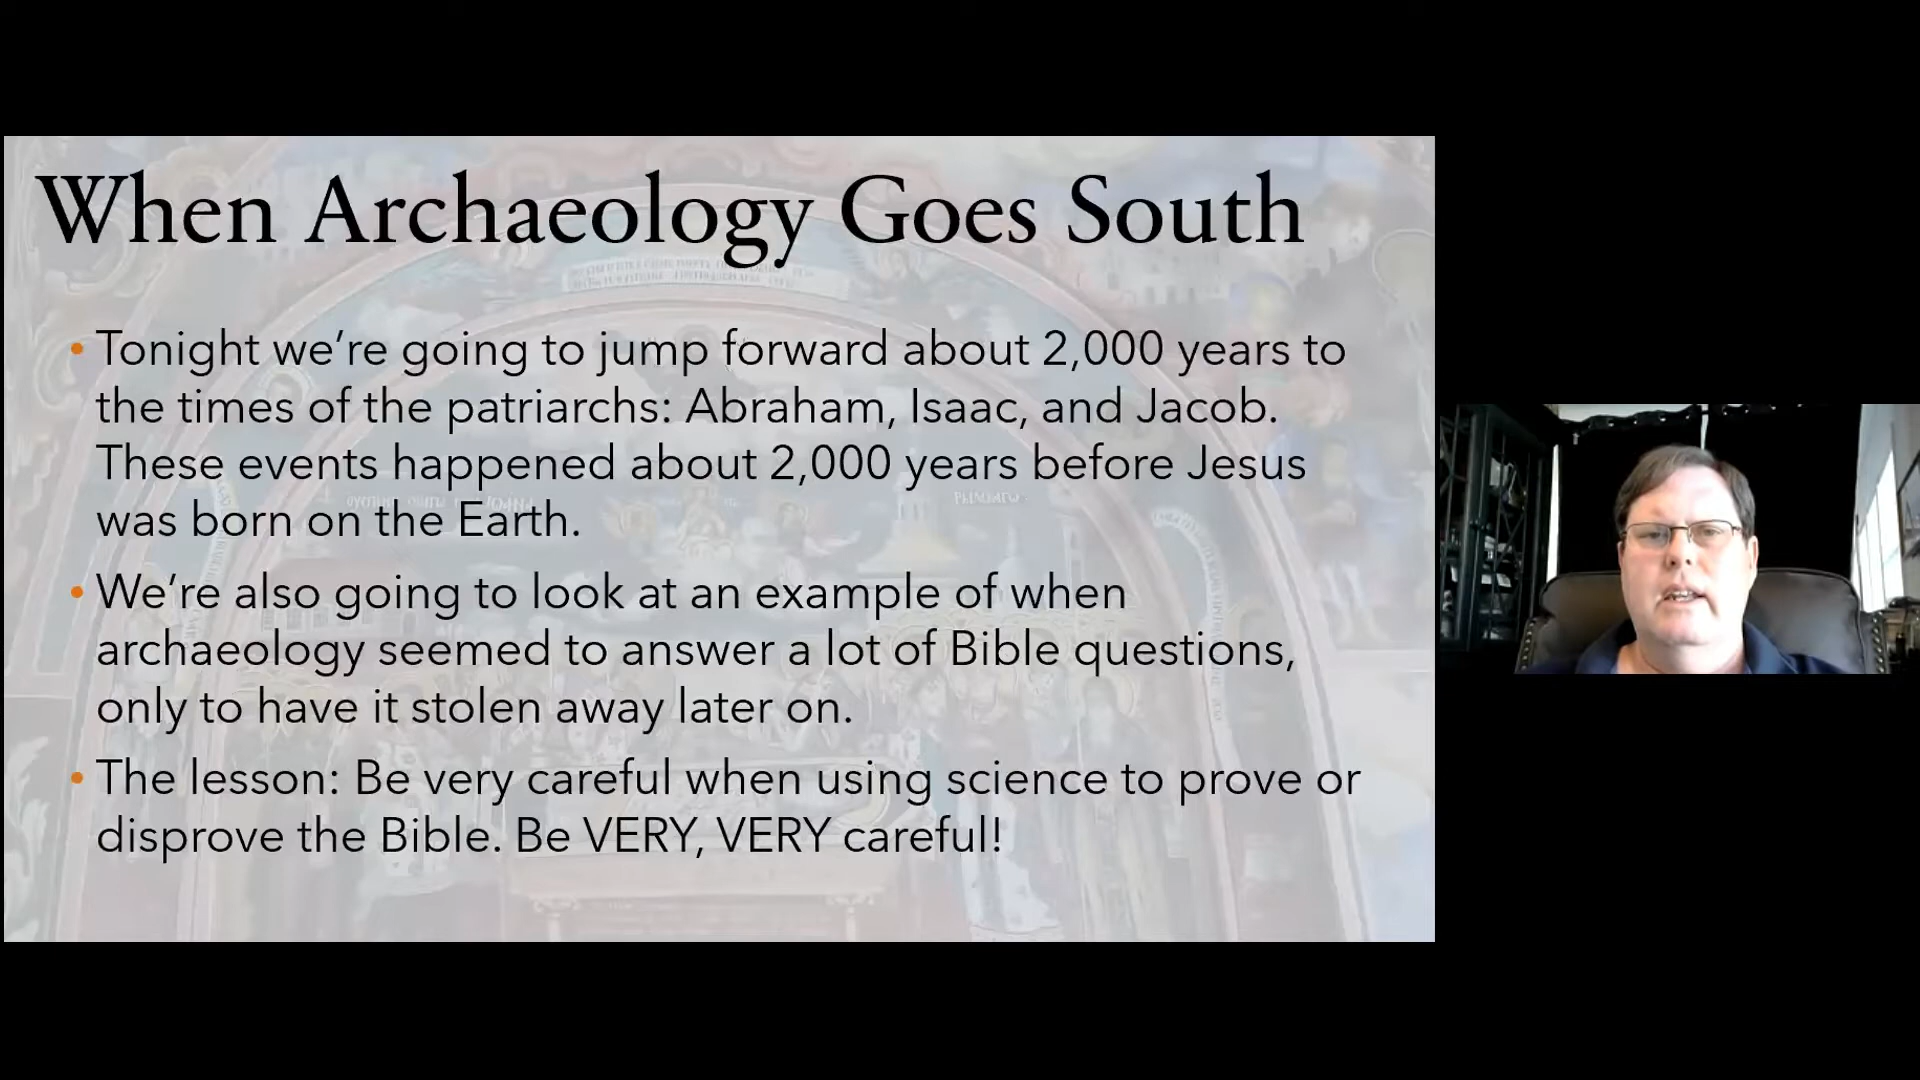 When Archaeology Goes South
• Tonight we’re going to jump forward about 2,000 years to
the times of the patriarchs: Abraham, Isaac, and Jacob.
These events happened about 2,000 years before Jesus
was born on the Earth.
• We’re also going to look at an example of when
archaeology seemed to answer a lot of Bible questions,
only to have it stolen away later on.
• The lesson: Be very careful when using science to prove or
disprove the Bible. Be VERY, VERY careful!